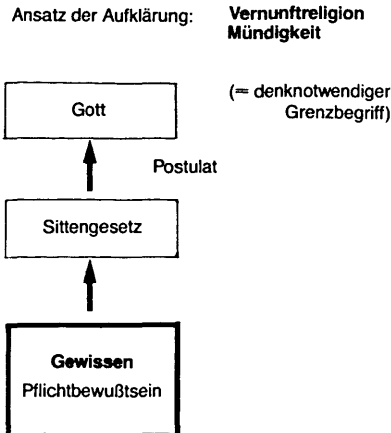 Ansatz der Aufklärung: Vernunftreligion
Mündigkeit
(= denknotwendiger
Grenzbegriff)
Gott
Postulat
Sittengesetz
Gewissen
Pflichtbewußtsein